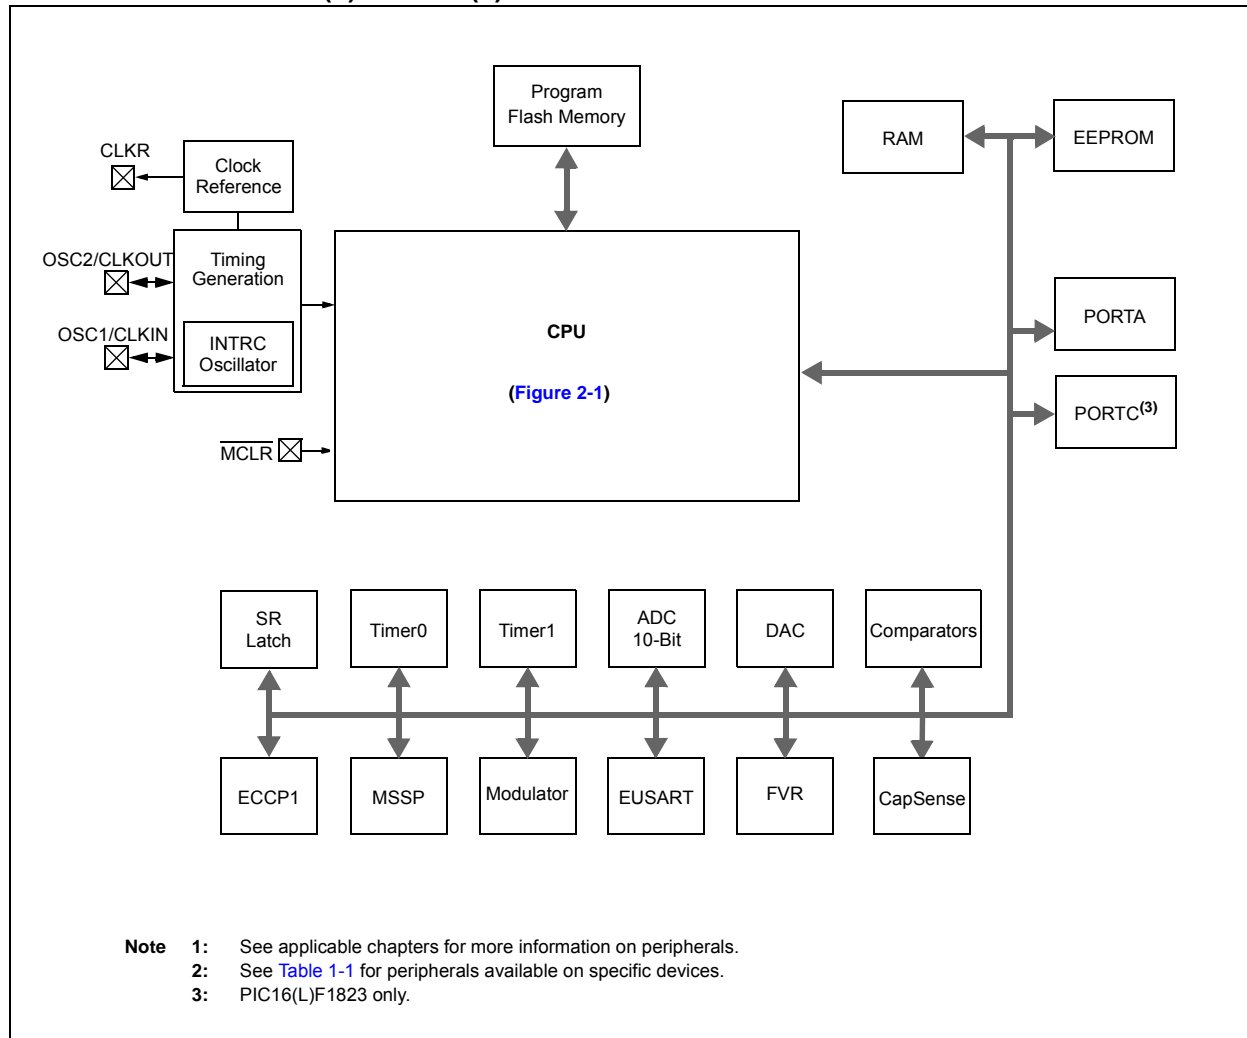 Program
Flash Memory
RAM
EEPROM
CLKR
Clock
Reference
OSC2/CLKOUT
Timing
Generation
OSC1/CLKIN
INTRC
Oscillator
MCLR
CPU
(Figure 2-1)
PORTA
PORTC(3)
SR
Latch
Timer0
Timer1
ADC
10-Bit
DAC
Comparators
ECCP1
MSSP
Modulator
EUSART
FVR
CapSense
Note 1: See applicable chapters for more information on peripherals.
2: See Table 1-1 for peripherals available on specific devices.
3: PIC16(L)F1823 only.